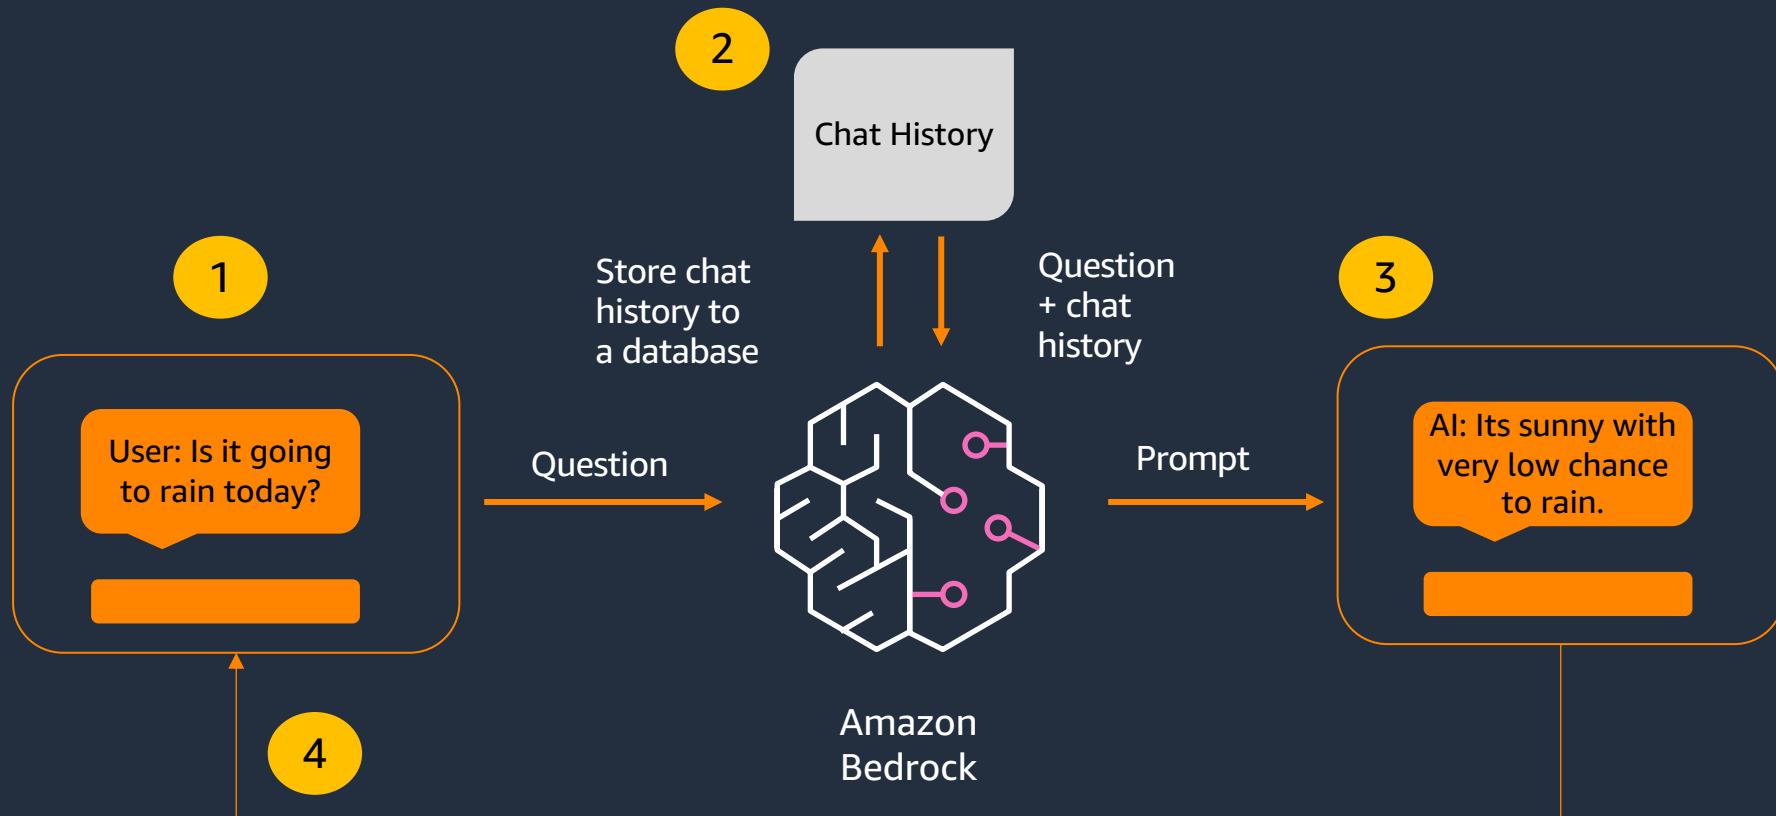 2
Chat History
1
Store chat
history to
a database
Question
+ chat
history
3
User: Is it going
to rain today?
Question
Prompt
AI: Its sunny with
very low chance
to rain.
Amazon
Bedrock
4